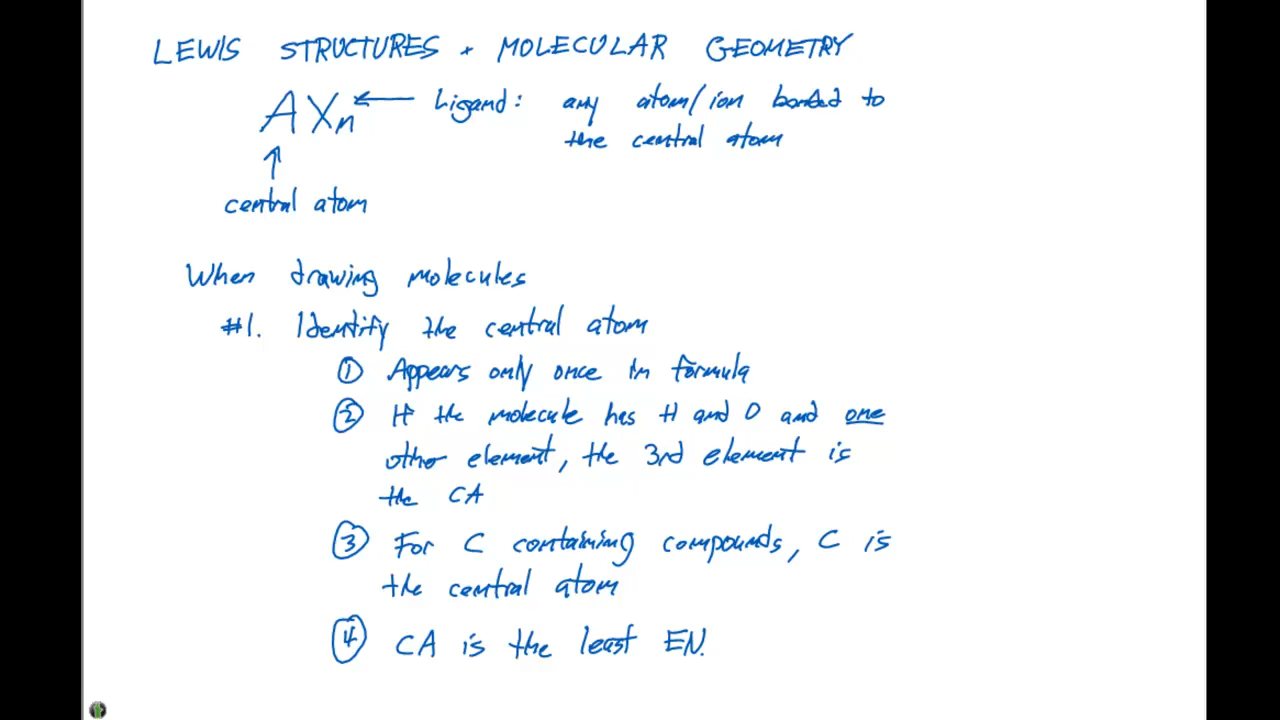 LEWIS STRUCTURES + MOLECULAR GEOMETRY
AXn ← Ligand: any atom/ion bonded to
the central atom
↑
central atom
When drawing molecules
#1. Identify the central atom
① Appears only once in formula
② If the molecule has H and O and one
other element, the 3rd element is
the CA
③ For C containing compounds, C is
the central atom
④ CA is the least EN.